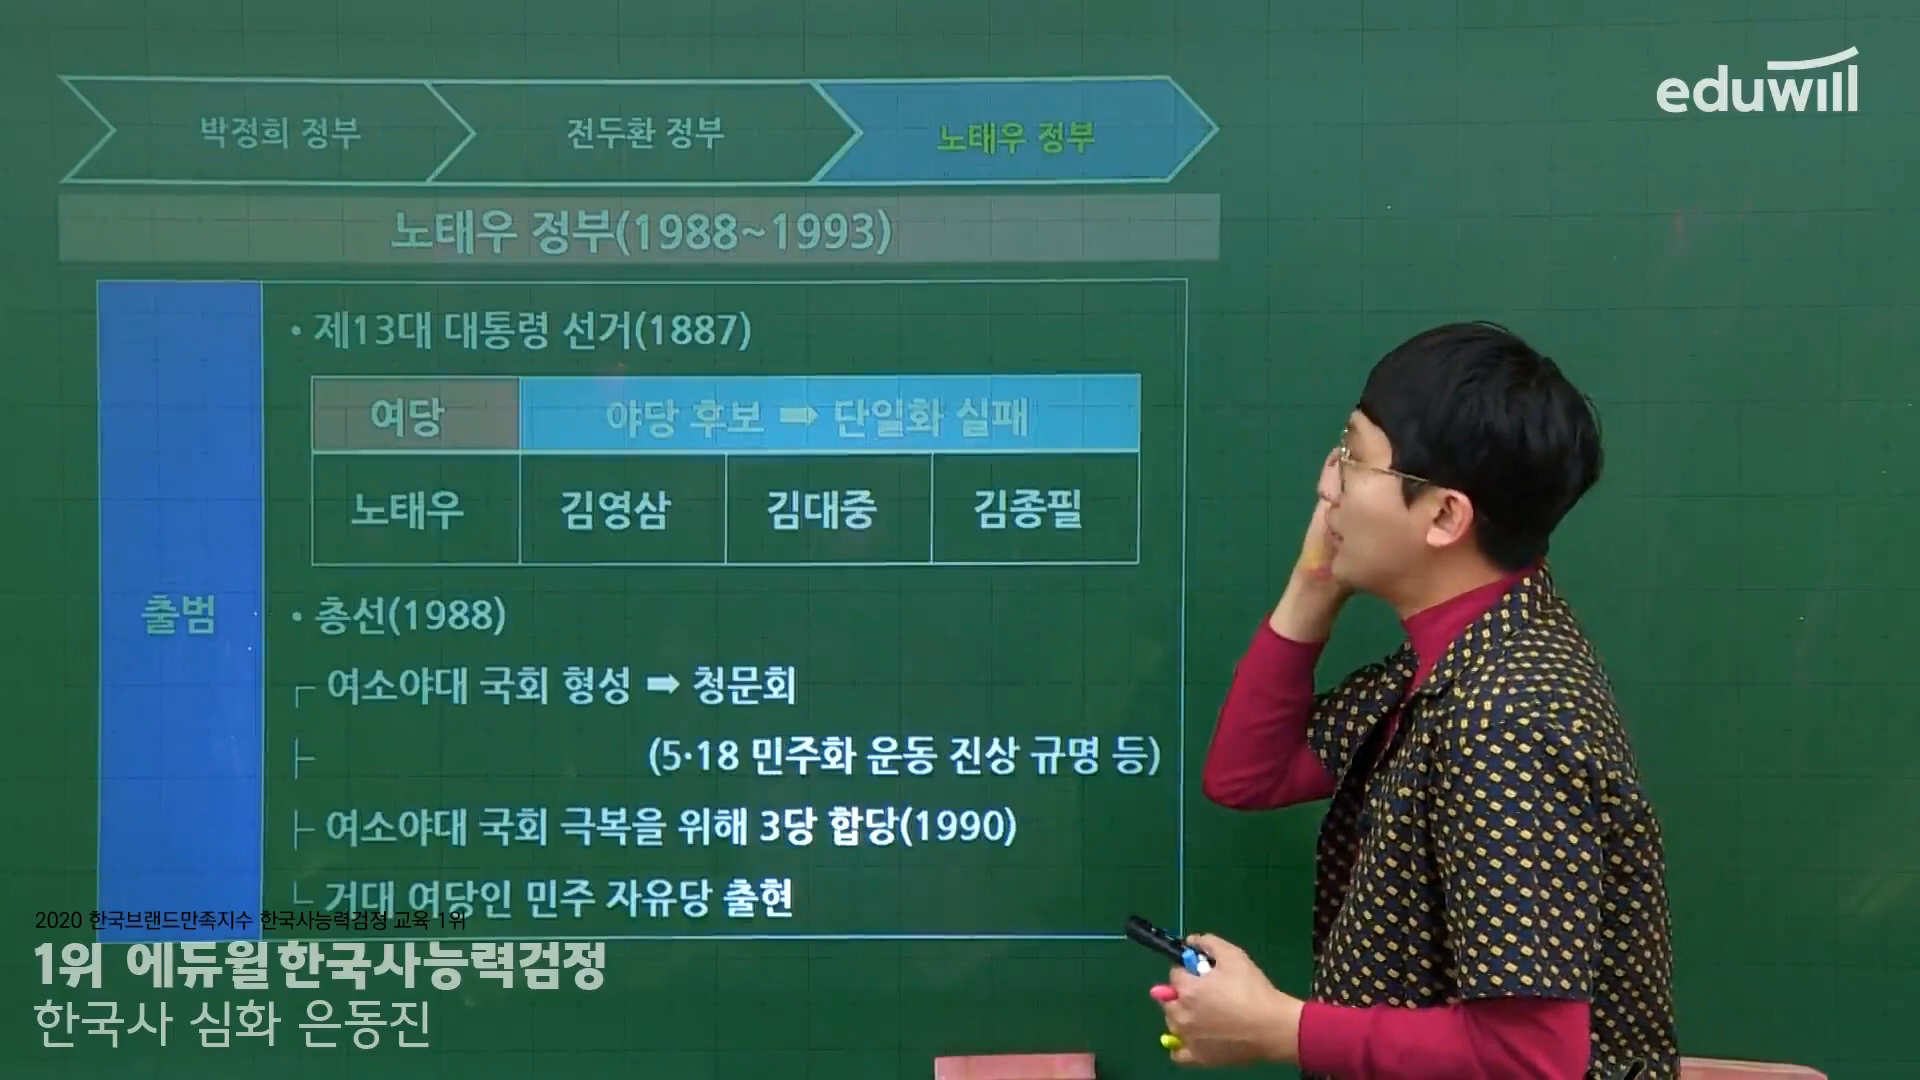 eduwill
박정희 정부
전두환 정부
노태우 정부
노태우 정부(1988~1993)
출범
• 제13대 대통령 선거(1887)
여당
야당 후보 ➡ 단일화 실패
노태우
김영삼
김대중
김종필
• 총선(1988)
┌ 여소야대 국회 형성 ➡ 청문회
├ (5·18 민주화 운동 진상 규명 등)
├ 여소야대 국회 극복을 위해 3당 합당(1990)
└ 거대 여당인 민주 자유당 출현
2020 한국브랜드만족지수 한국사능력검정 교육 1위
1위 에듀윌 한국사능력검정
한국사 심화 은동진